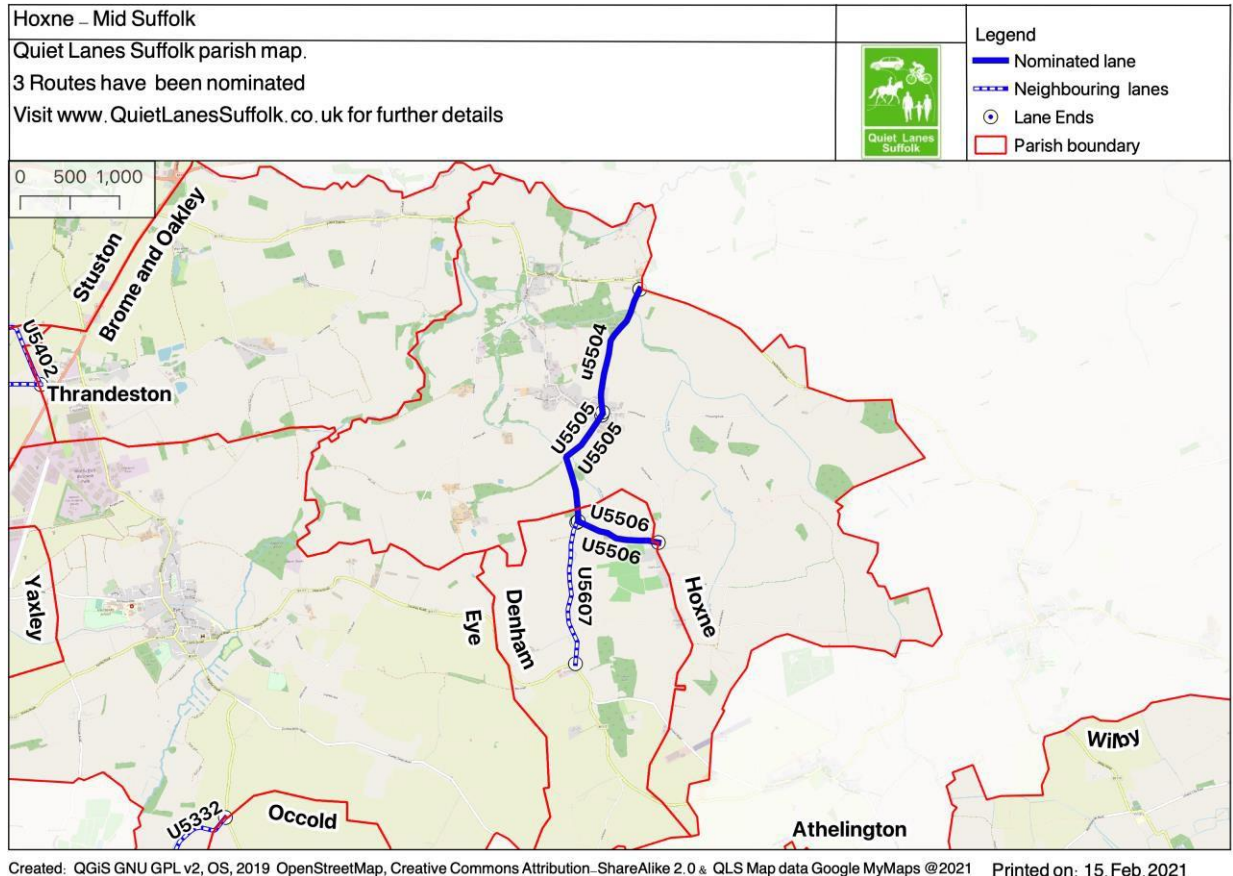 Hoxne – Mid Suffolk
Quiet Lanes Suffolk parish map.
3 Routes have been nominated
Visit www.QuietLanesSuffolk.co.uk for further details
Quiet Lanes
Suffolk
Legend
Nominated lane
Neighbouring lanes
Lane Ends
Parish boundary
0 500 1,000
Stuston
Brome and Oakley
U5402
Thrandeston
u5504
U5505
U5505
U5506
U5506
U5607
Yaxley
Eye
Denham
Hoxne
U5332
Occold
Athelington
Wilby
Created: QGiS GNU GPL v2, OS, 2019 OpenStreetMap, Creative Commons Attribution-ShareAlike 2.0 & QLS Map data Google MyMaps @2021 Printed on: 15.Feb.2021